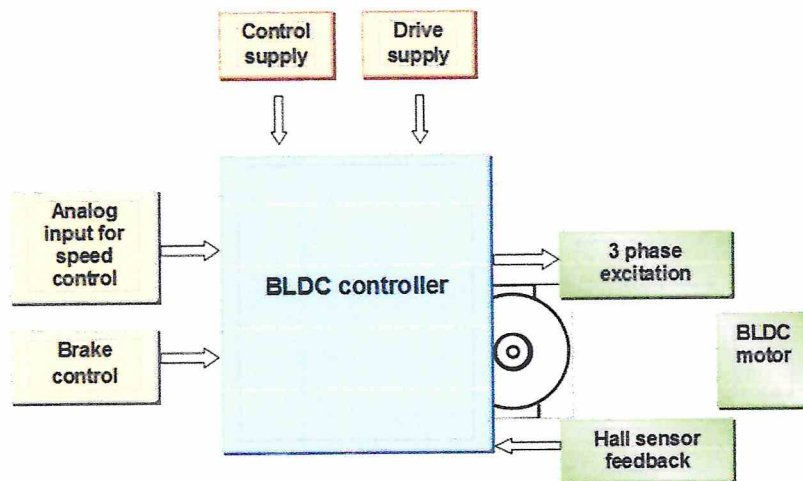 Control
supply
Drive
supply
Analog
input for
speed
control
BLDC controller
3 phase
excitation
Brake
control
BLDC
motor
Hall sensor
feedback